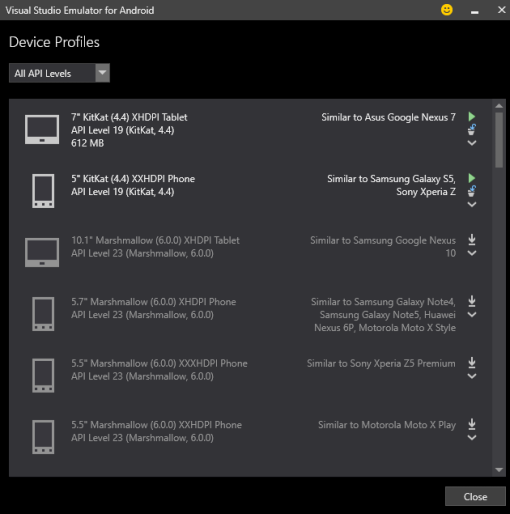 Visual Studio Emulator for Android
Device Profiles
All API Levels
7" KitKat (4.4) XHDPI Tablet
API Level 19 (KitKat, 4.4)
612 MB
Similar to Asus Google Nexus 7
5" KitKat (4.4) XXHDPI Phone
API Level 19 (KitKat, 4.4)
Similar to Samsung Galaxy S5,
Sony Xperia Z
10.1" Marshmallow (6.0.0) XHDPI Tablet
API Level 23 (Marshmallow, 6.0.0)
Similar to Samsung Google Nexus
10
5.7" Marshmallow (6.0.0) XHDPI Phone
API Level 23 (Marshmallow, 6.0.0)
Similar to Samsung Galaxy Note4,
Samsung Galaxy Note5, Huawei
Nexus 6P, Motorola Moto X Style
5.5" Marshmallow (6.0.0) XXXHDPI Phone
API Level 23 (Marshmallow, 6.0.0)
Similar to Sony Xperia Z5 Premium
5.5" Marshmallow (6.0.0) XXHDPI Phone
API Level 23 (Marshmallow, 6.0.0)
Similar to Motorola Moto X Play
Close